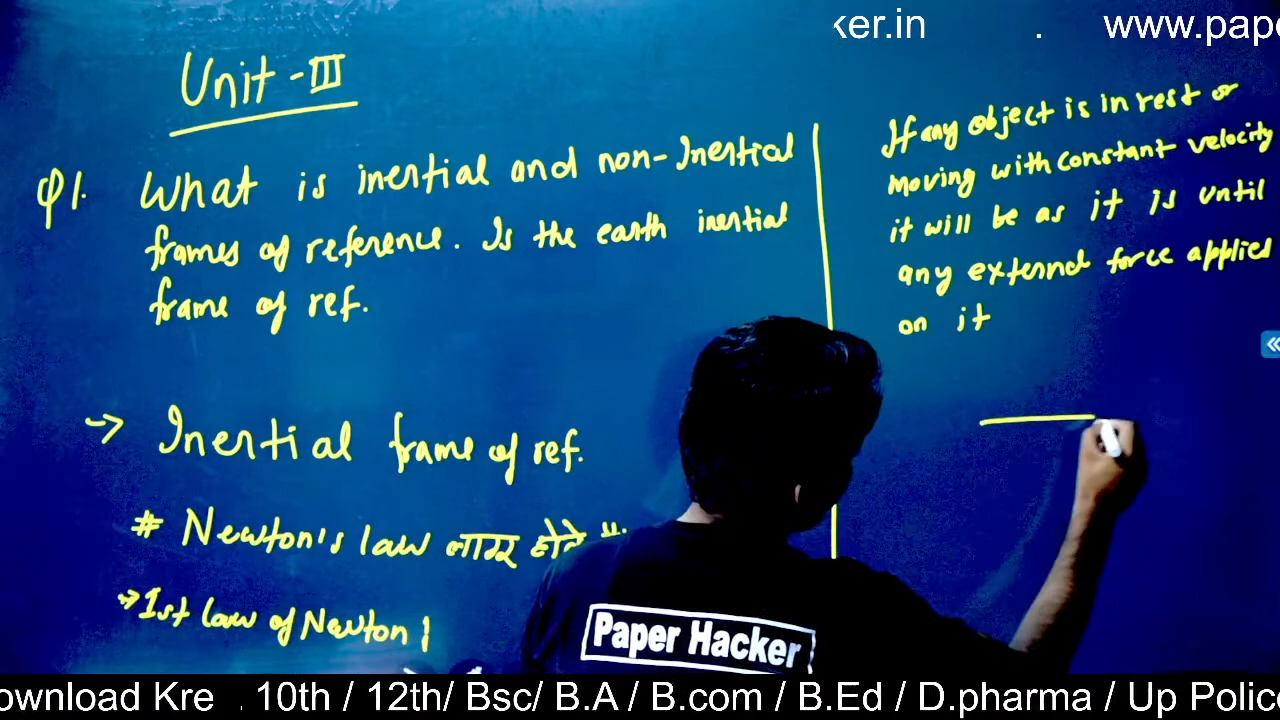 ker.in . www.pape
Unit-III
Q1. What is inertial and non-Inertial
frames of reference. Is the earth inertial
frame of ref.
→ Inertial frame of ref.
# Newton's law लागू होते
→ 1st law of Newton
If any object is in rest or
moving with constant velocity
it will be as it is until
any external force applied
on it
Paper Hacker
ownload Kre . 10th / 12th/ Bsc/ B.A / B.com / B.Ed / D.pharma / Up Polic